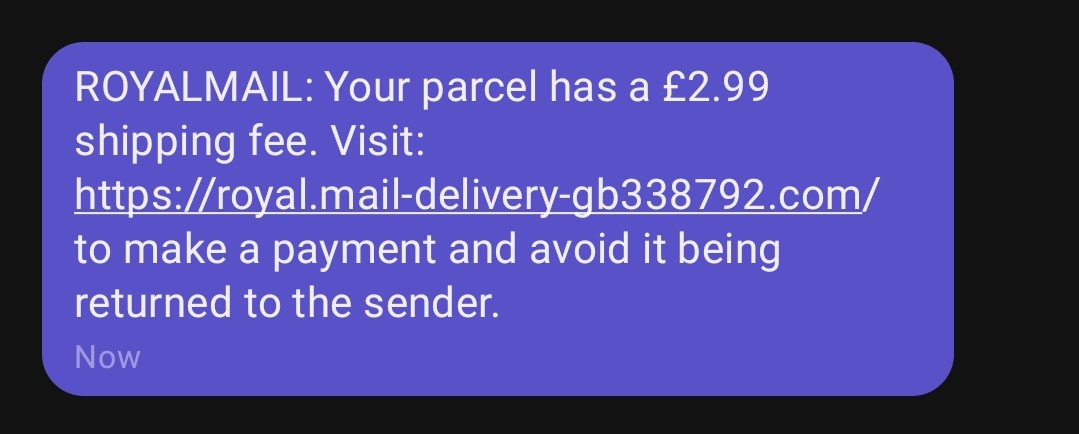 ROYALMAIL: Your parcel has a £2.99
shipping fee. Visit:
https://royal.mail-delivery-gb338792.com/
to make a payment and avoid it being
returned to the sender.
Now